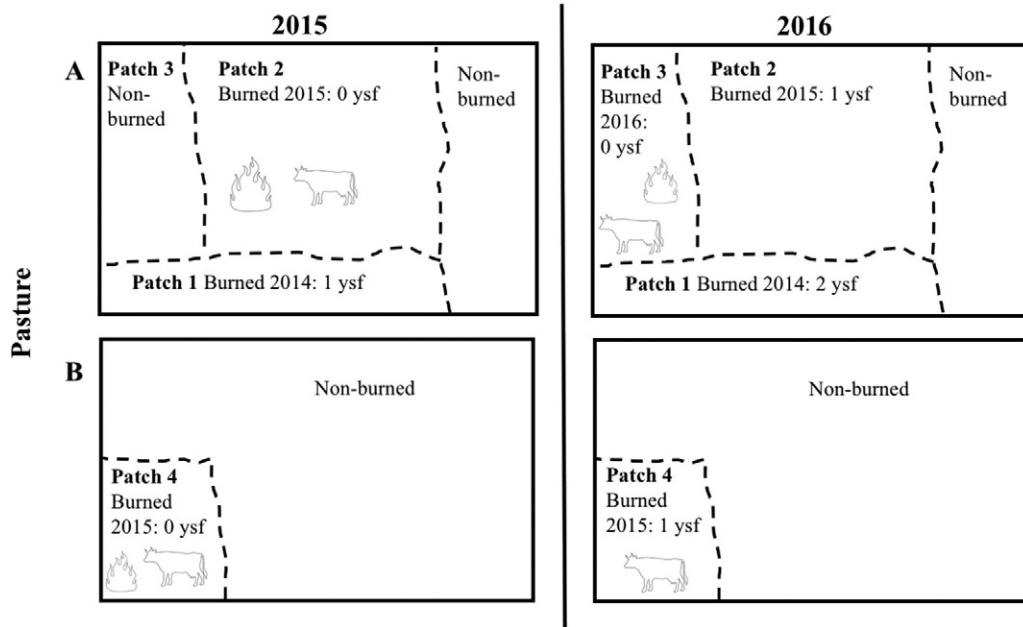 2015
2016
Pasture
A
Patch 3
Non-
burned
Patch 2
Burned 2015: 0 ysf
Non-
burned
Patch 1 Burned 2014: 1 ysf
Patch 3
Burned
2016:
0 ysf
Patch 2
Burned 2015: 1 ysf
Non-
burned
Patch 1 Burned 2014: 2 ysf
B
Non-burned
Patch 4
Burned
2015: 0 ysf
Non-burned
Patch 4
Burned
2015: 1 ysf